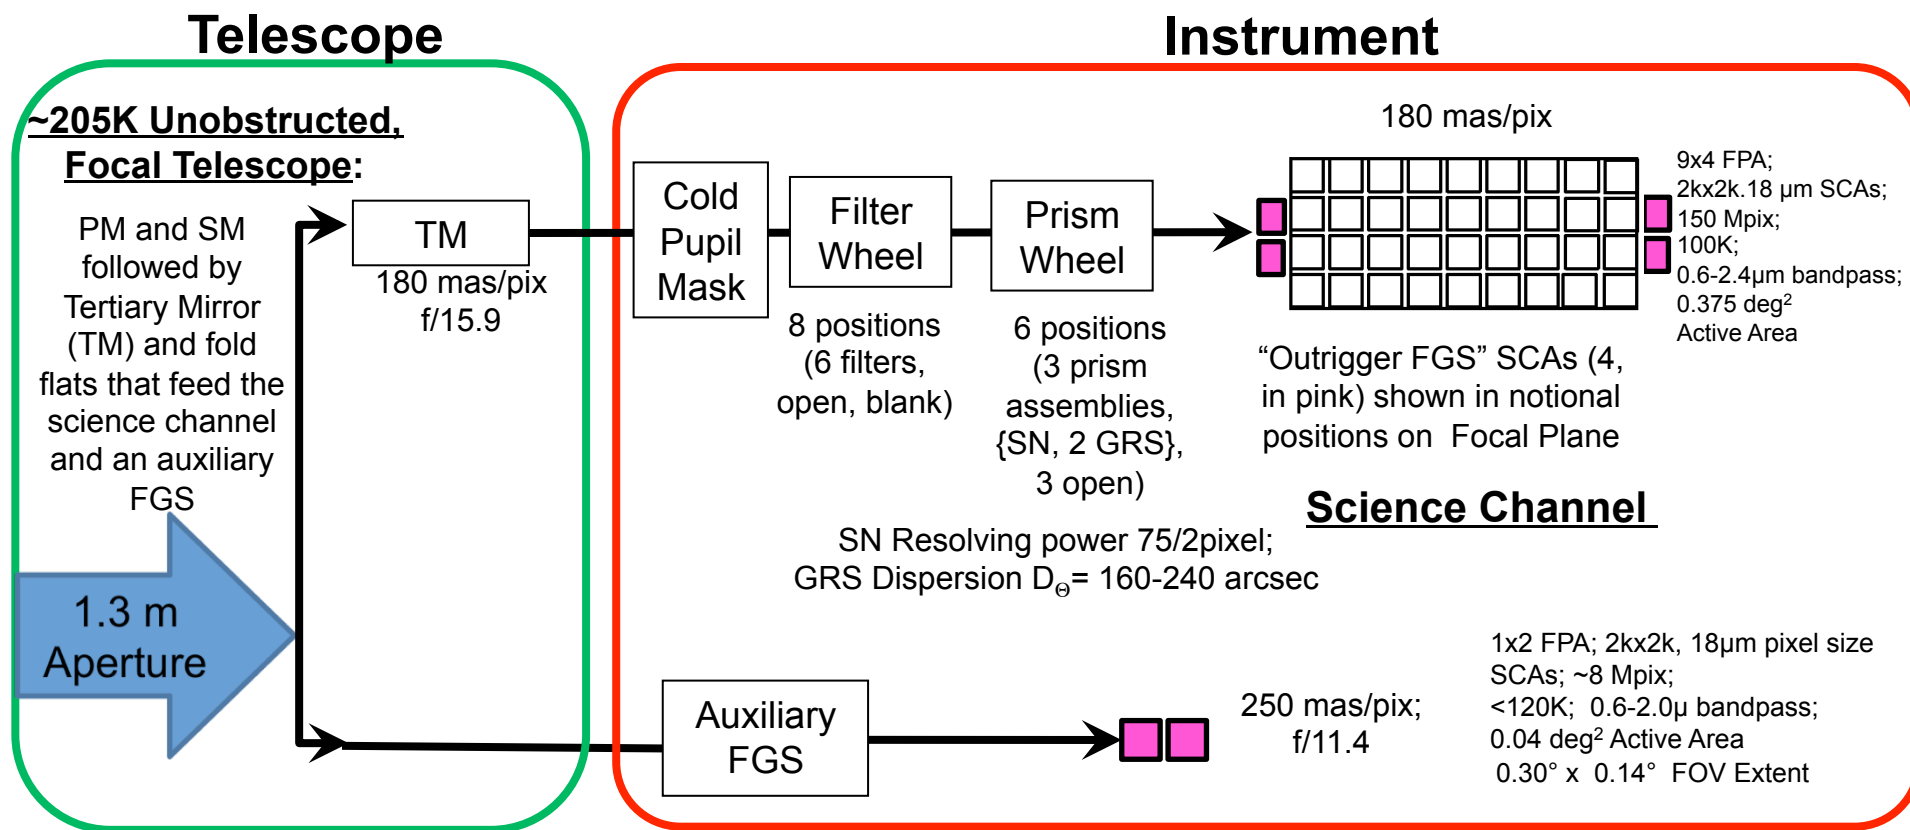 Telescope
Instrument
~205K Unobstructed,
Focal Telescope:
PM and SM
followed by
Tertiary Mirror
(TM) and fold
flats that feed the
science channel
and an auxiliary
FGS
1.3 m
Aperture
TM
180 mas/pix
f/15.9
Cold
Pupil
Mask
Filter
Wheel
8 positions
(6 filters,
open, blank)
Prism
Wheel
6 positions
(3 prism
assemblies,
{SN, 2 GRS},
3 open)
SN Resolving power 75/2pixel;
GRS Dispersion DΘ= 160-240 arcsec
180 mas/pix
9x4 FPA;
2kx2k.18 µm SCAs;
150 Mpix;
100K;
0.6-2.4µm bandpass;
0.375 deg²
Active Area
“Outrigger FGS” SCAs (4,
in pink) shown in notional
positions on Focal Plane
Science Channel
Auxiliary
FGS
250 mas/pix;
f/11.4
1x2 FPA; 2kx2k, 18µm pixel size
SCAs; ~8 Mpix;
<120K; 0.6-2.0µ bandpass;
0.04 deg² Active Area
0.30° x 0.14° FOV Extent